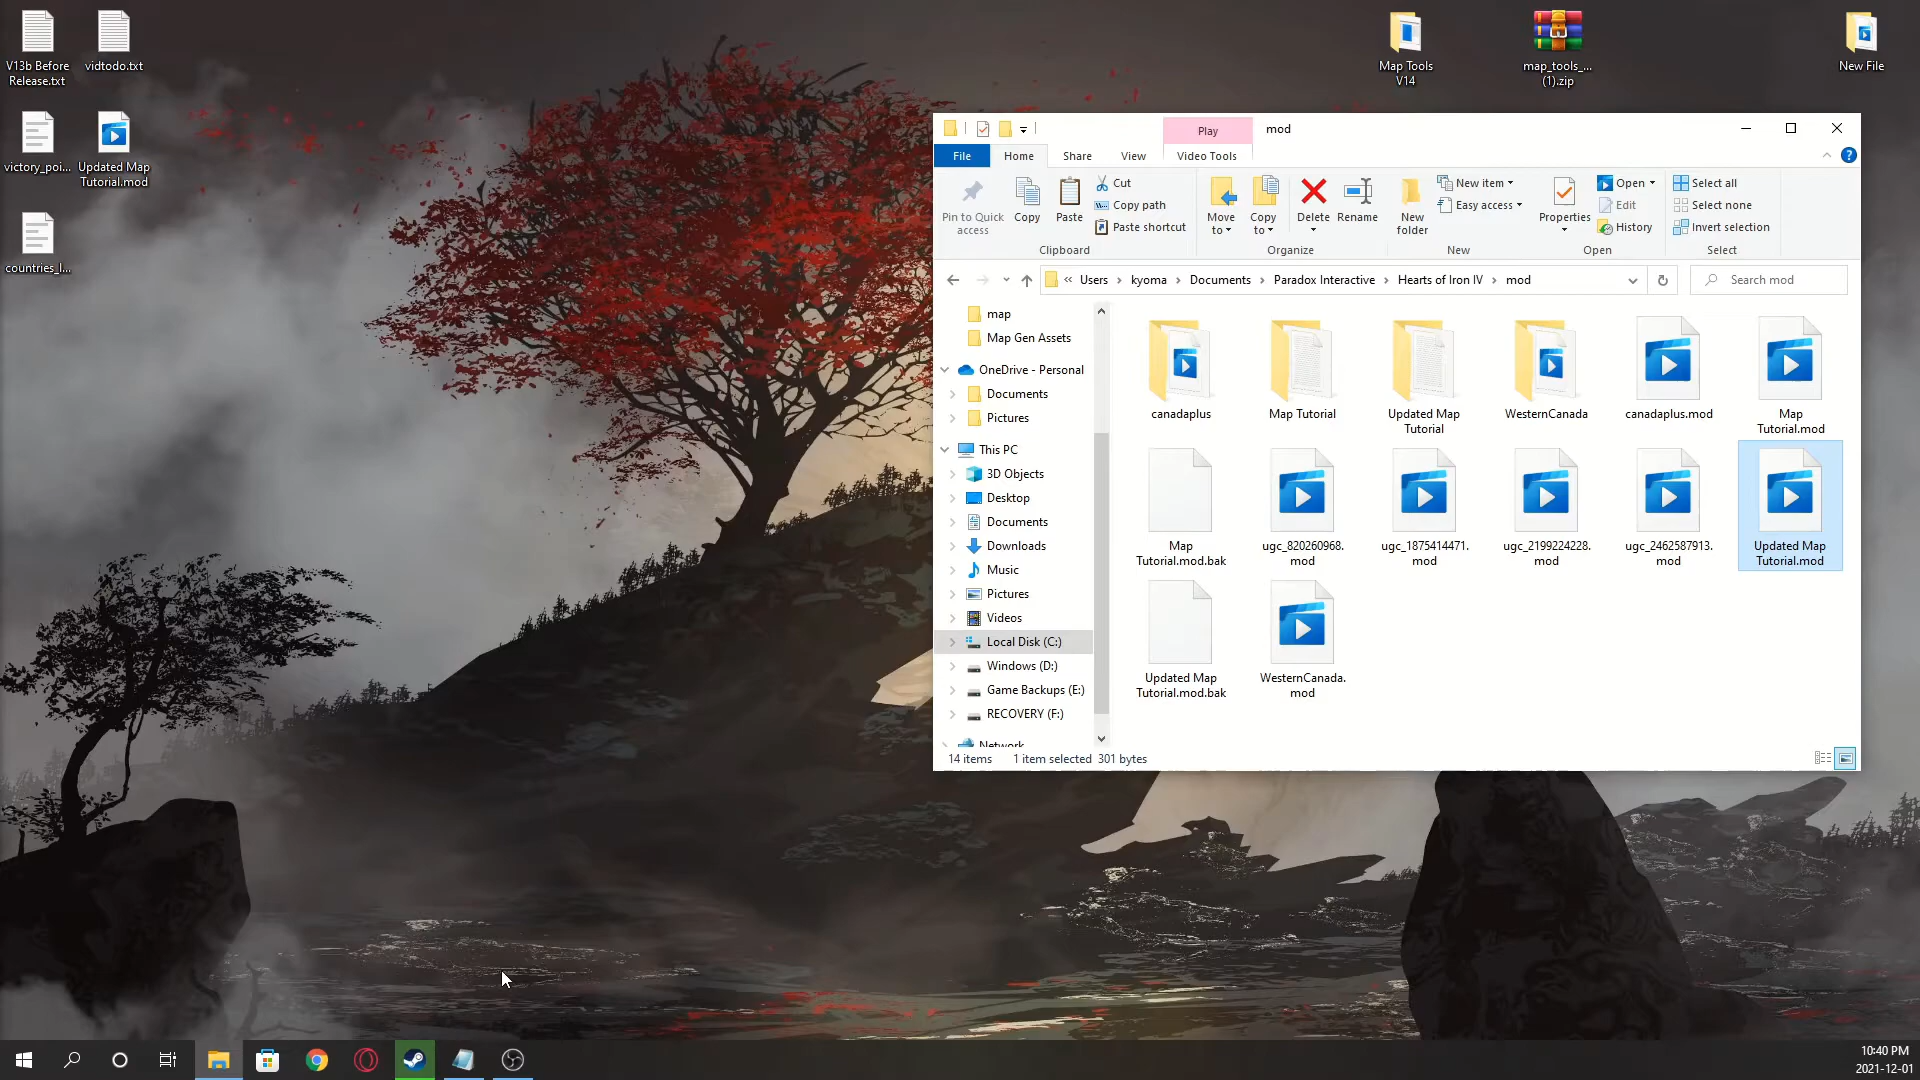 V13b Before
Release.txt
vidtodo.txt
victory_poi...
Updated Map
Tutorial.mod
countries_l...
Map Tools
V14
map_tools_...
(1).zip
New File
Play
mod
File
Home
Share
View
Video Tools
Pin to Quick
access
Copy
Paste
Cut
Copy path
Paste shortcut
Clipboard
Move
to
Copy
to
Delete
Rename
Organize
New
folder
New item
Easy access
New
Properties
Open
Edit
History
Open
Select all
Select none
Invert selection
Select
« Users > kyoma > Documents > Paradox Interactive > Hearts of Iron IV > mod
Search mod
map
Map Gen Assets
OneDrive - Personal
Documents
Pictures
This PC
3D Objects
Desktop
Documents
Downloads
Music
Pictures
Videos
Local Disk (C:)
Windows (D:)
Game Backups (E:)
RECOVERY (F:)
Network
canadaplus
Map Tutorial
Updated Map
Tutorial
WesternCanada
canadaplus.mod
Map
Tutorial.mod
Map
Tutorial.mod.bak
ugc_820260968.
mod
ugc_1875414471.
mod
ugc_2199224228.
mod
ugc_2462587913.
mod
Updated Map
Tutorial.mod
Updated Map
Tutorial.mod.bak
WesternCanada.
mod
14 items
1 item selected 301 bytes
10:40 PM
2021-12-01